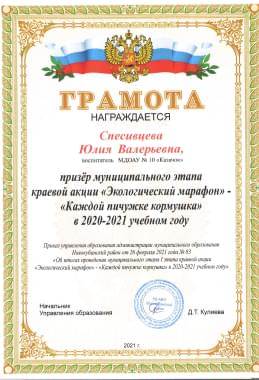 ГРАМОТА
НАГРАЖДАЕТСЯ
Спесивцева
Юлия Валерьевна,
воспитатель МДОАУ № 10 «Казачок»
призёр муниципального этапа
краевой акции «Экологический марафон» -
«Каждой пичужке кормушка»
в 2020-2021 учебном году
Приказ управления образования администрации муниципального образования
Новокубанский район от 26 февраля 2021 года № 83
«Об итогах проведения муниципального этапа I этапа краевой акции
«Экологический марафон» - «Каждой пичужке кормушка» в 2020-2021 учебном году»
Начальник
Управления образования
Д.Т. Кулиева
2021 г.